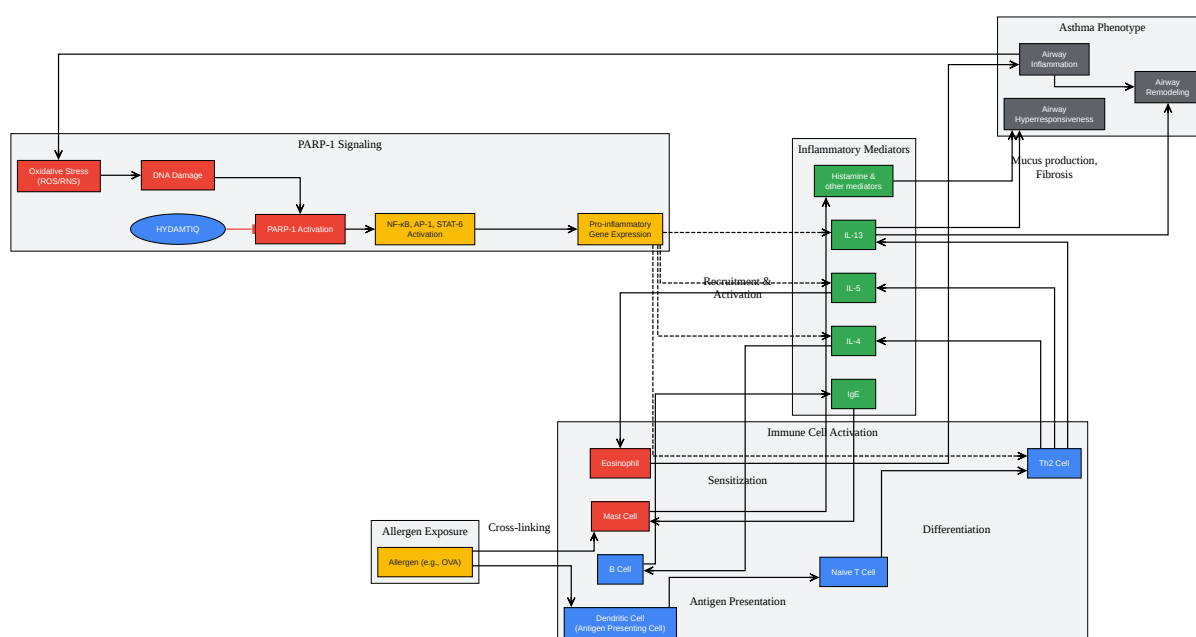 Asthma Phenotype
Airway
Inflammation
Airway
Remodeling
Airway
Hyperresponsiveness
Mucus production,
Fibrosis
PARP-1 Signaling
Oxidative Stress
(ROS/RNS)
DNA Damage
HYDAMTIQ
PARP-1 Activation
NF-κB, AP-1, STAT-6
Activation
Pro-inflammatory
Gene Expression
Inflammatory Mediators
Histamine &
other mediators
IL-13
IL-5
IL-4
IgE
Recruitment &
Activation
Immune Cell Activation
Eosinophil
Th2 Cell
Sensitization
Mast Cell
Differentiation
B Cell
Naive T Cell
Antigen Presentation
Dendritic Cell
(Antigen Presenting Cell)
Allergen Exposure
Allergen (e.g., OVA)
Cross-linking